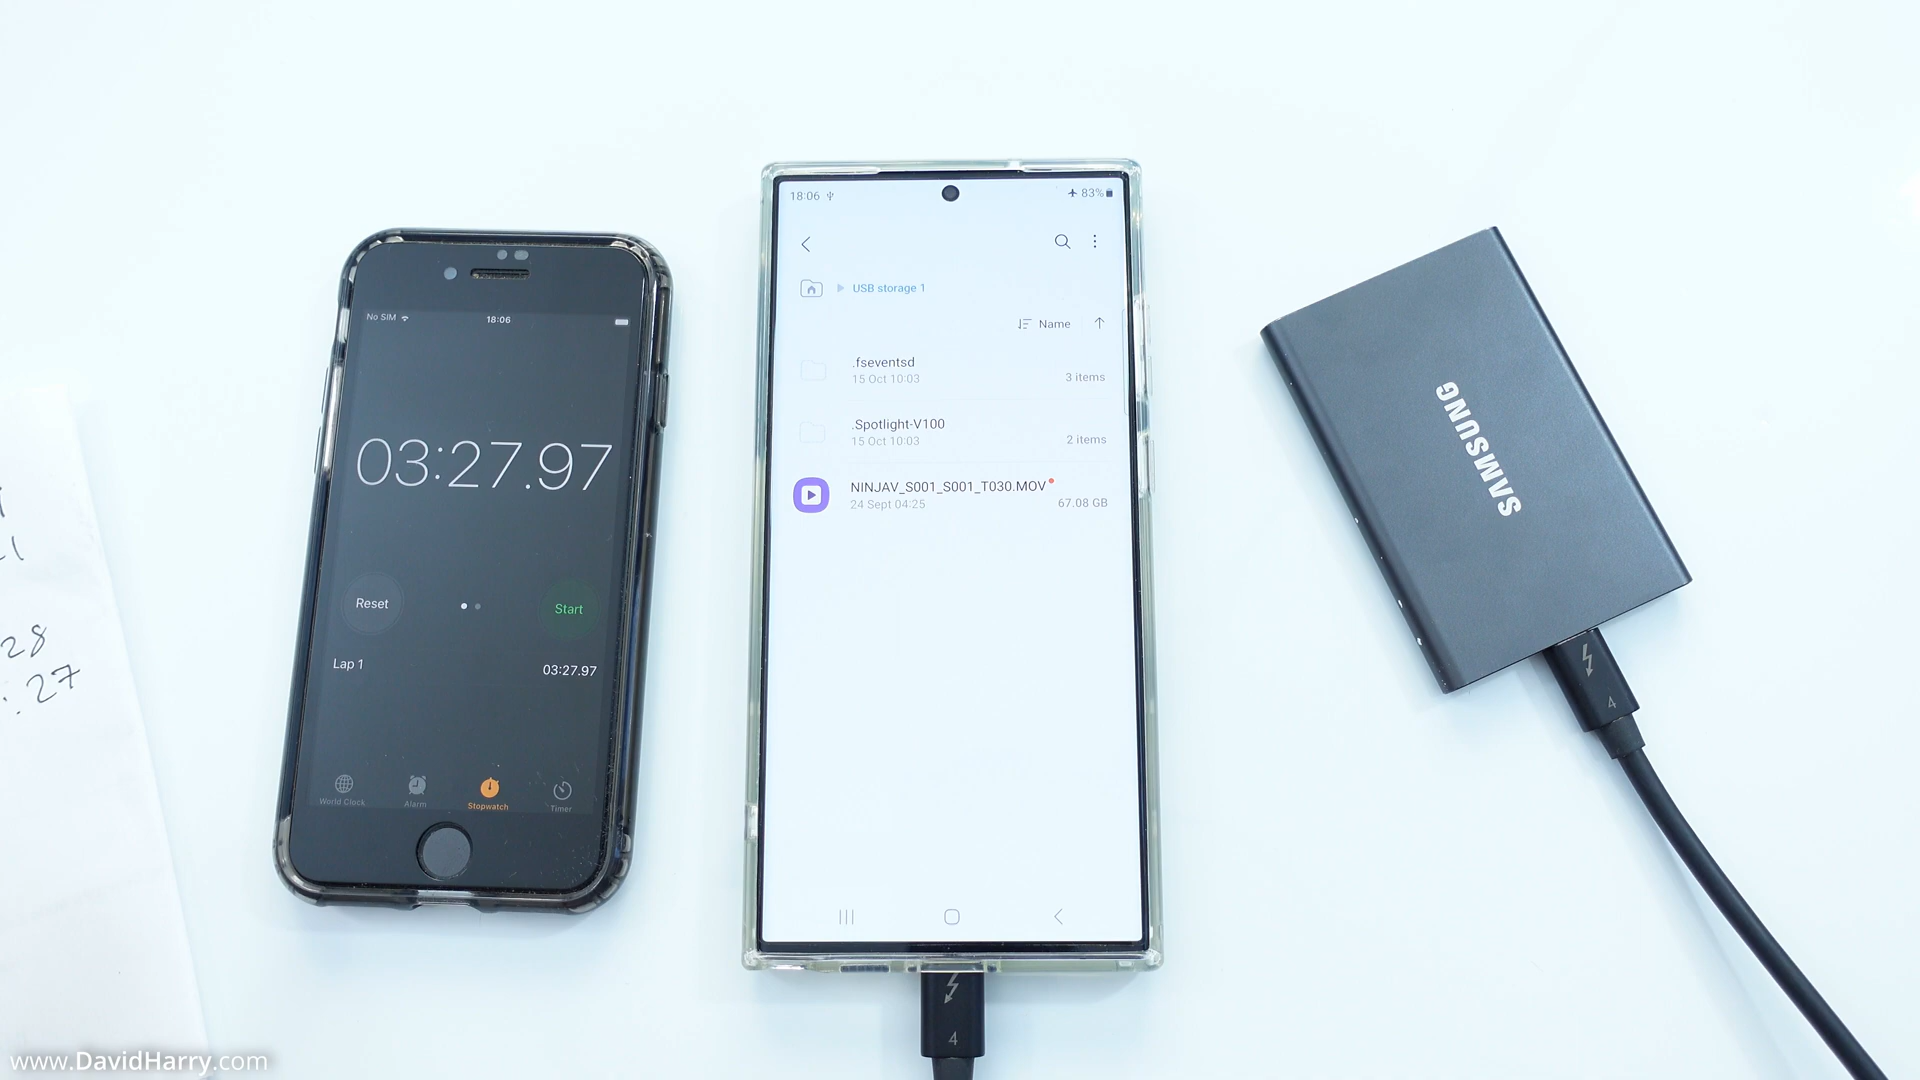 28
: 27
No SIM
18:06
03:27.97
Reset
Start
Lap 1
03:27.97
World Clock
Alarm
Stopwatch
Timer
18:06
83%
USB storage 1
Name
.fseventsd
15 Oct 10:03
3 items
.Spotlight-V100
15 Oct 10:03
2 items
NINJAV_S001_S001_T030.MOV
24 Sept 04:25
67.08 GB
4
SAMSUNG
4
www.DavidHarry.com